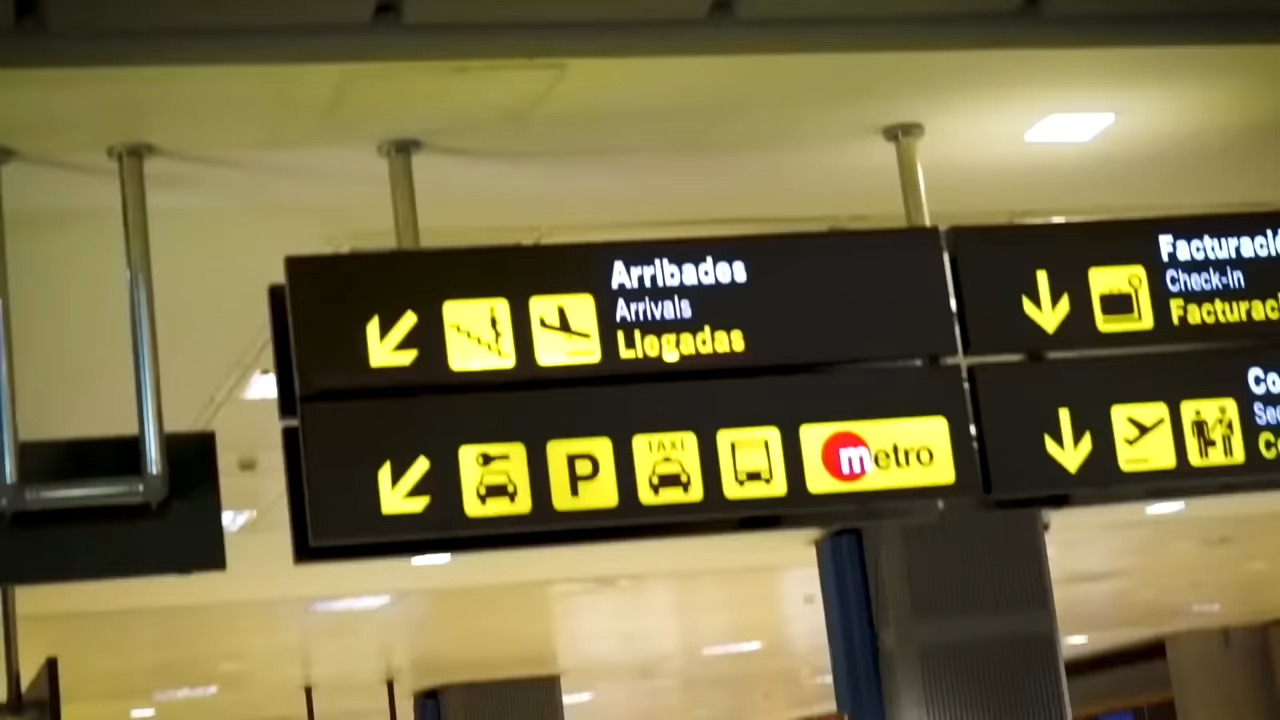 Arribades
Arrivals
Llegadas
P
TAXI
metro
Check-in